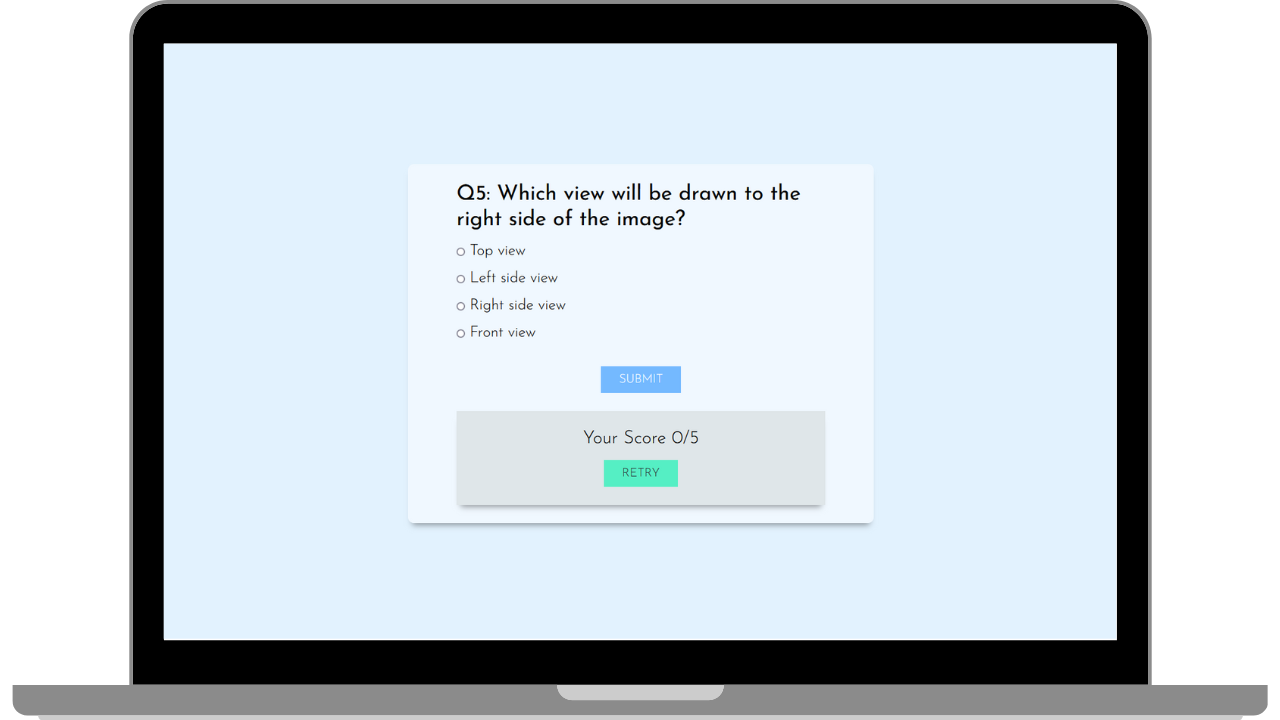 Q5: Which view will be drawn to the
right side of the image?
Top view
Left side view
Right side view
Front view
SUBMIT
Your Score 0/5
RETRY